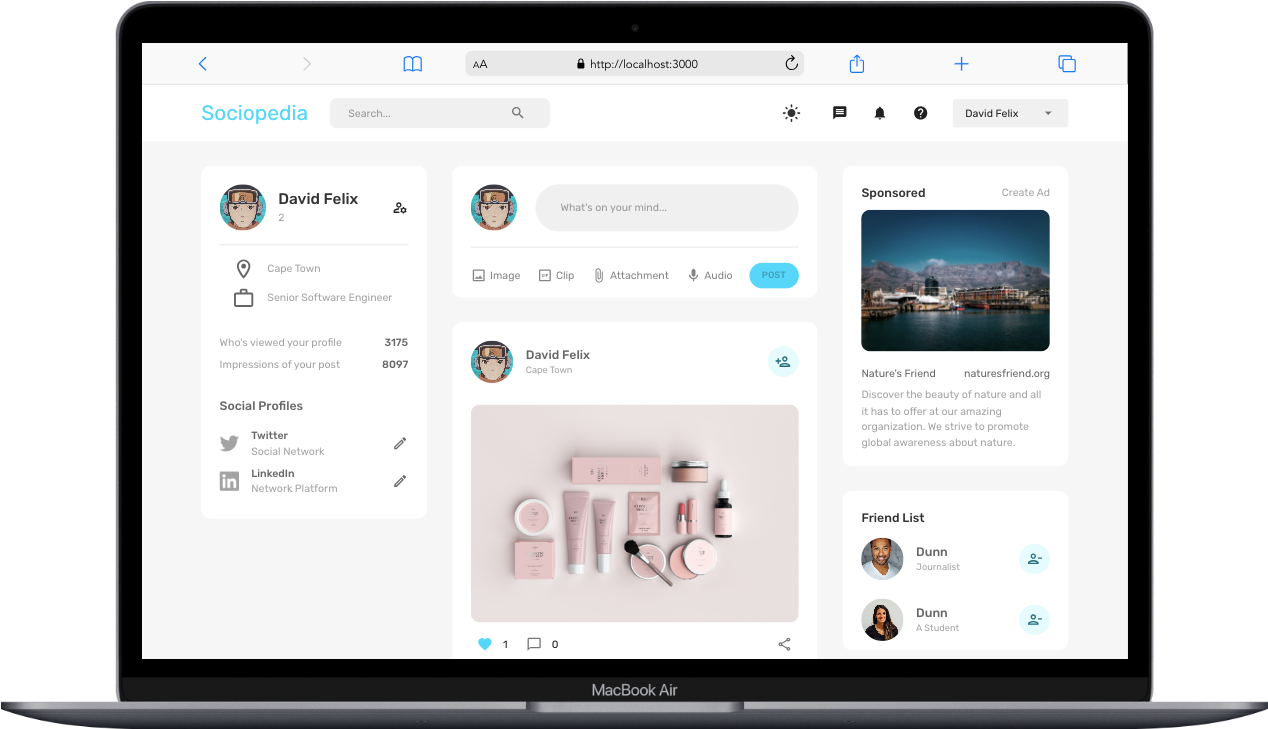 AA
http://localhost:3000
Sociopedia
Search...
David Felix
David Felix
2
Cape Town
Senior Software Engineer
Who's viewed your profile 3175
Impressions of your post 8097
Social Profiles
Twitter
Social Network
LinkedIn
Network Platform
What's on your mind...
Image
Clip
Attachment
Audio
POST
David Felix
Cape Town
1
0
Sponsored
Create Ad
Nature's Friend
naturesfriend.org
Discover the beauty of nature and all
it has to offer at our amazing
organization. We strive to promote
global awareness about nature.
Friend List
Dunn
Journalist
Dunn
A Student
MacBook Air